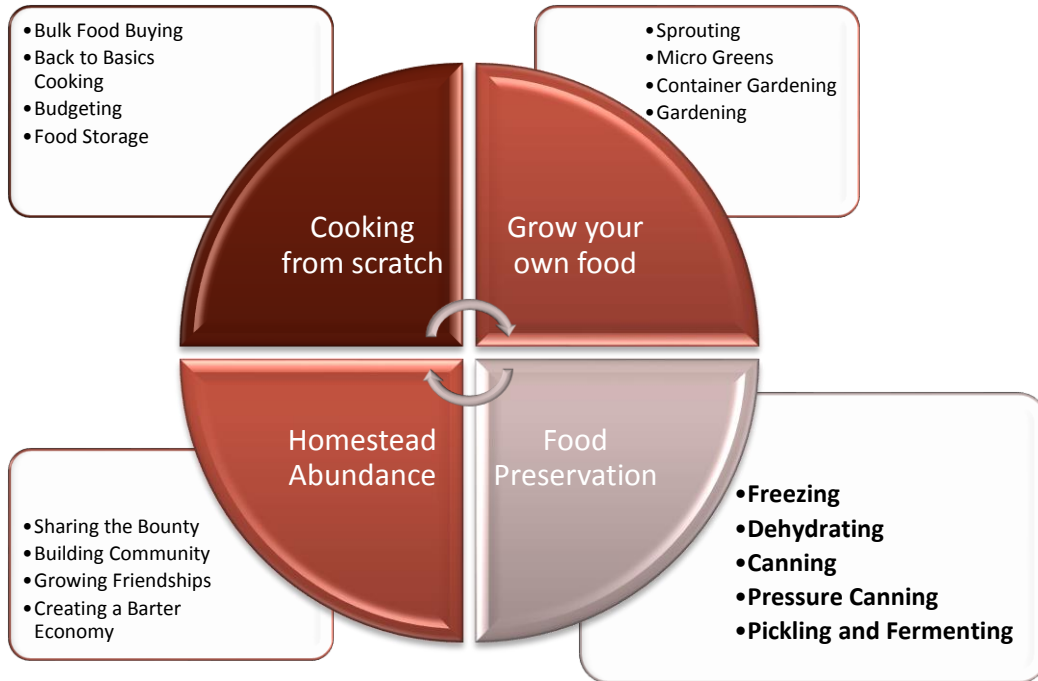 •Bulk Food Buying
•Back to Basics
Cooking
•Budgeting
•Food Storage
•Sprouting
•Micro Greens
•Container Gardening
•Gardening
Cooking
from scratch
Grow your
own food
Homestead
Abundance
Food
Preservation
•Sharing the Bounty
•Building Community
•Growing Friendships
•Creating a Barter
Economy
•Freezing
•Dehydrating
•Canning
•Pressure Canning
•Pickling and Fermenting